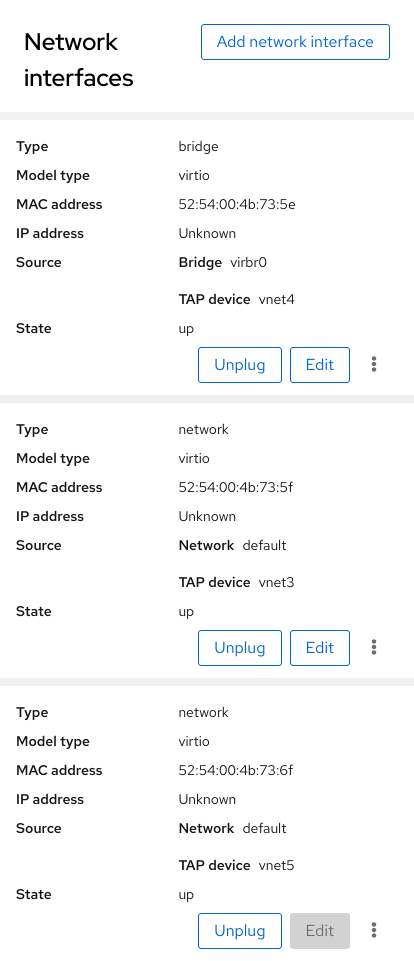 Network
interfaces
Add network interface
Type bridge
Model type virtio
MAC address 52:54:00:4b:73:5e
IP address Unknown
Source Bridge virbr0
TAP device vnet4
State up
Unplug Edit
Type network
Model type virtio
MAC address 52:54:00:4b:73:5f
IP address Unknown
Source Network default
TAP device vnet3
State up
Unplug Edit
Type network
Model type virtio
MAC address 52:54:00:4b:73:6f
IP address Unknown
Source Network default
TAP device vnet5
State up
Unplug Edit